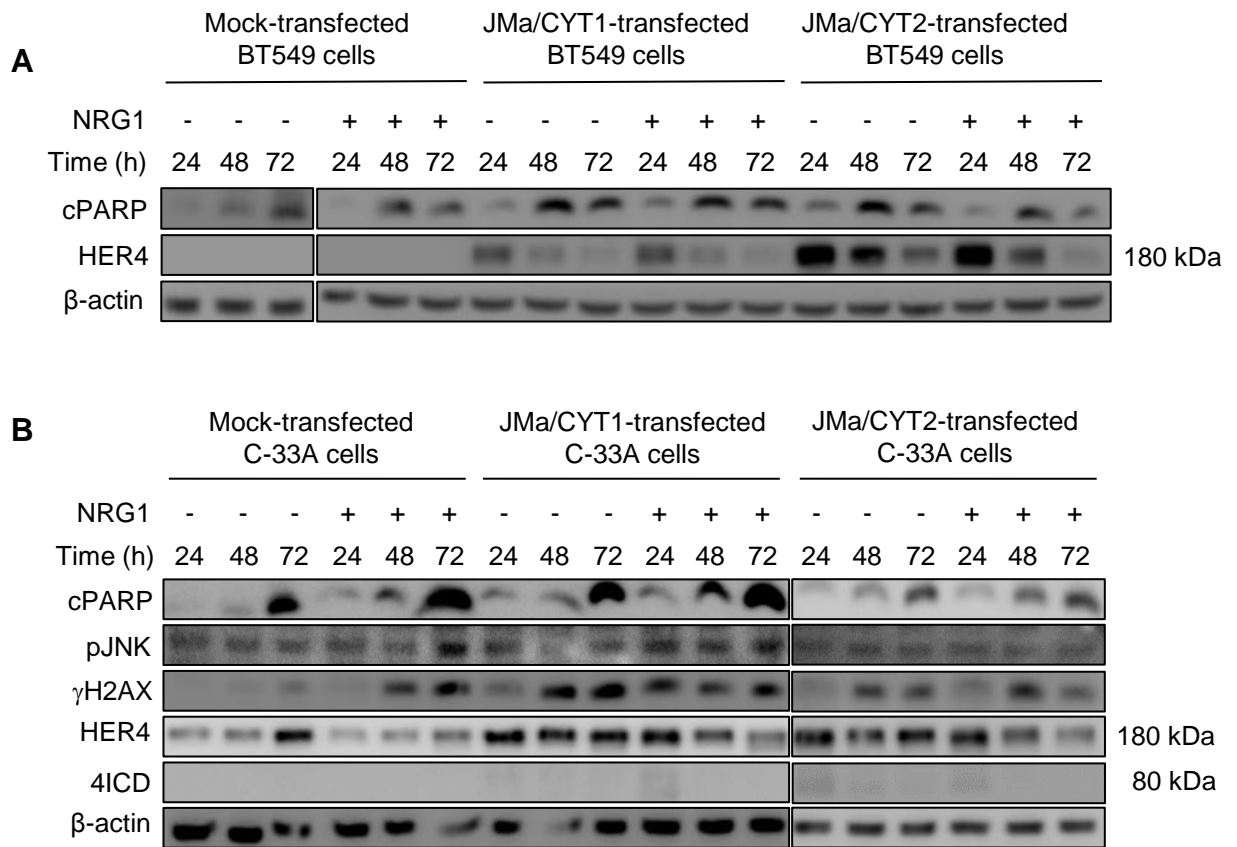 A
Mock-transfected BT549 cells
JMa/CYT1-transfected BT549 cells
JMa/CYT2-transfected BT549 cells
NRG1 - - - + + + - - - + + + - - - + + +
Time (h) 24 48 72 24 48 72 24 48 72 24 48 72 24 48 72 24 48 72
cPARP
HER4 180 kDa
β-actin
B
Mock-transfected C-33A cells
JMa/CYT1-transfected C-33A cells
JMa/CYT2-transfected C-33A cells
NRG1 - - - + + + - - - + + + - - - + + +
Time (h) 24 48 72 24 48 72 24 48 72 24 48 72 24 48 72 24 48 72
cPARP
pJNK
γH2AX
HER4 180 kDa
4ICD 80 kDa
β-actin